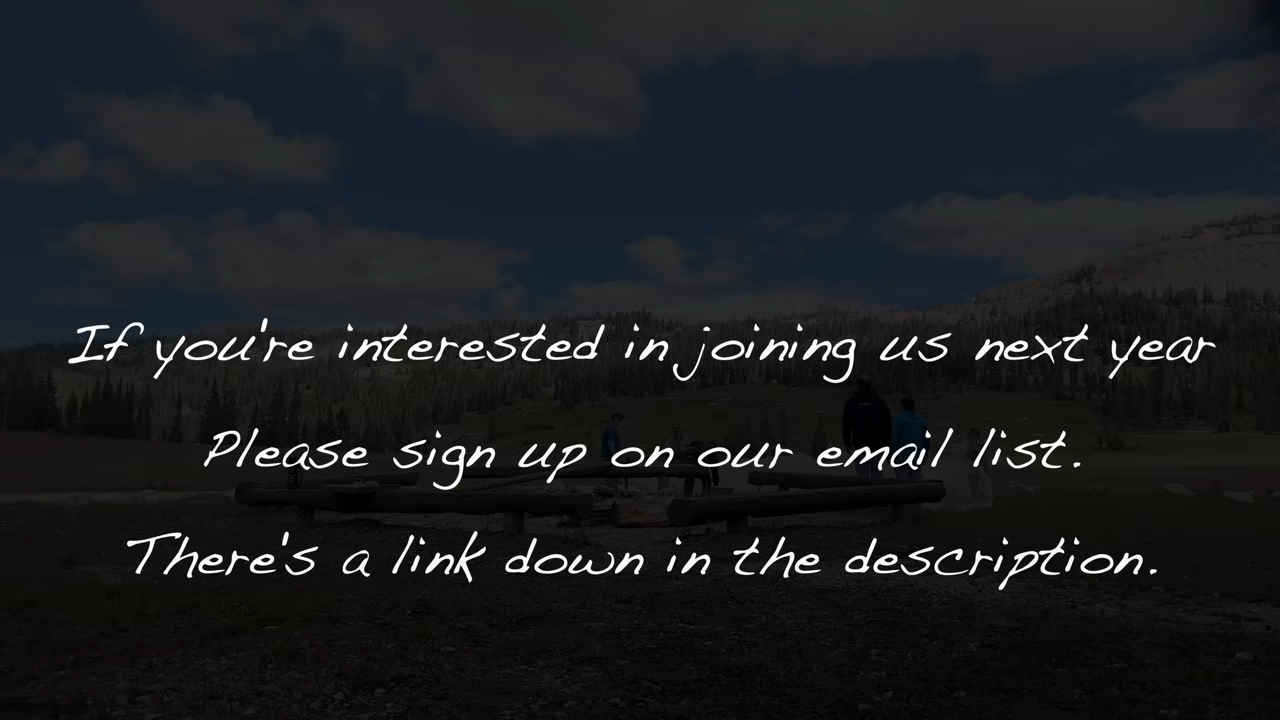 If you're interested in joining us next year
Please sign up on our email list.
There's a link down in the description.